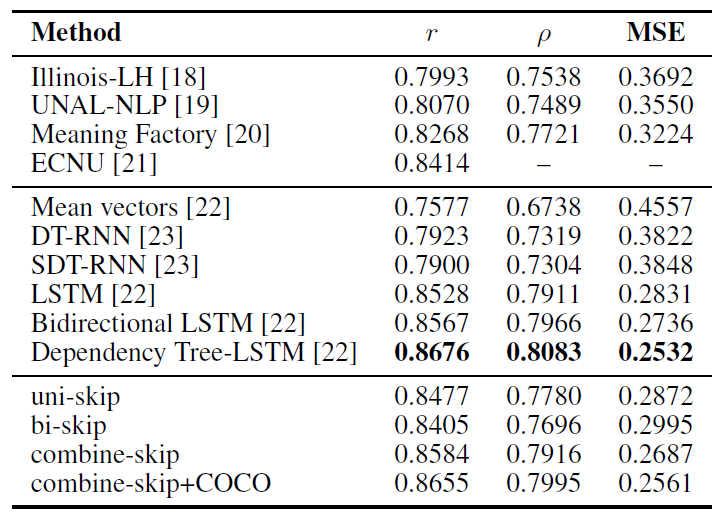 Method r ρ MSE
Illinois-LH [18] 0.7993 0.7538 0.3692
UNAL-NLP [19] 0.8070 0.7489 0.3550
Meaning Factory [20] 0.8268 0.7721 0.3224
ECNU [21] 0.8414 – –
Mean vectors [22] 0.7577 0.6738 0.4557
DT-RNN [23] 0.7923 0.7319 0.3822
SDT-RNN [23] 0.7900 0.7304 0.3848
LSTM [22] 0.8528 0.7911 0.2831
Bidirectional LSTM [22] 0.8567 0.7966 0.2736
Dependency Tree-LSTM [22] 0.8676 0.8083 0.2532
uni-skip 0.8477 0.7780 0.2872
bi-skip 0.8405 0.7696 0.2995
combine-skip 0.8584 0.7916 0.2687
combine-skip+COCO 0.8655 0.7995 0.2561